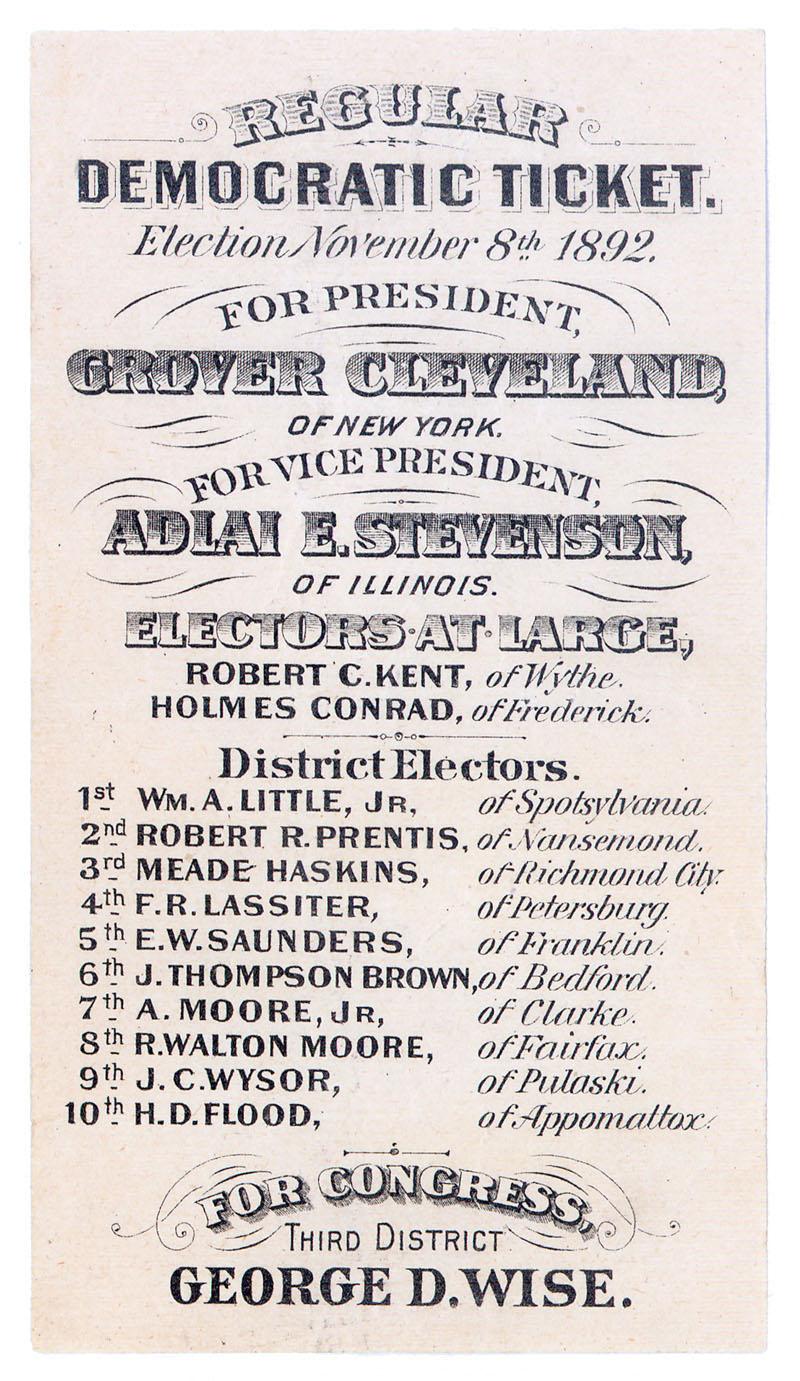 REGULAR
DEMOCRATIC TICKET.
Election November 8th 1892.
FOR PRESIDENT,
GROVER CLEVELAND,
OF NEW YORK.
FOR VICE PRESIDENT,
ADLAI E. STEVENSON,
OF ILLINOIS.
ELECTORS·AT·LARGE,
ROBERT C. KENT, of Wythe.
HOLMES CONRAD, of Frederick.
District Electors.
1st WM. A. LITTLE, JR, of Spotsylvania.
2nd ROBERT R. PRENTIS, of Nansemond.
3rd MEADE HASKINS, of Richmond City.
4th F. R. LASSITER, of Petersburg.
5th E. W. SAUNDERS, of Franklin.
6th J. THOMPSON BROWN, of Bedford.
7th A. MOORE, JR, of Clarke.
8th R. WALTON MOORE, of Fairfax.
9th J. C. WYSOR, of Pulaski.
10th H. D. FLOOD, of Appomattox.
FOR CONGRESS,
THIRD DISTRICT
GEORGE D. WISE.